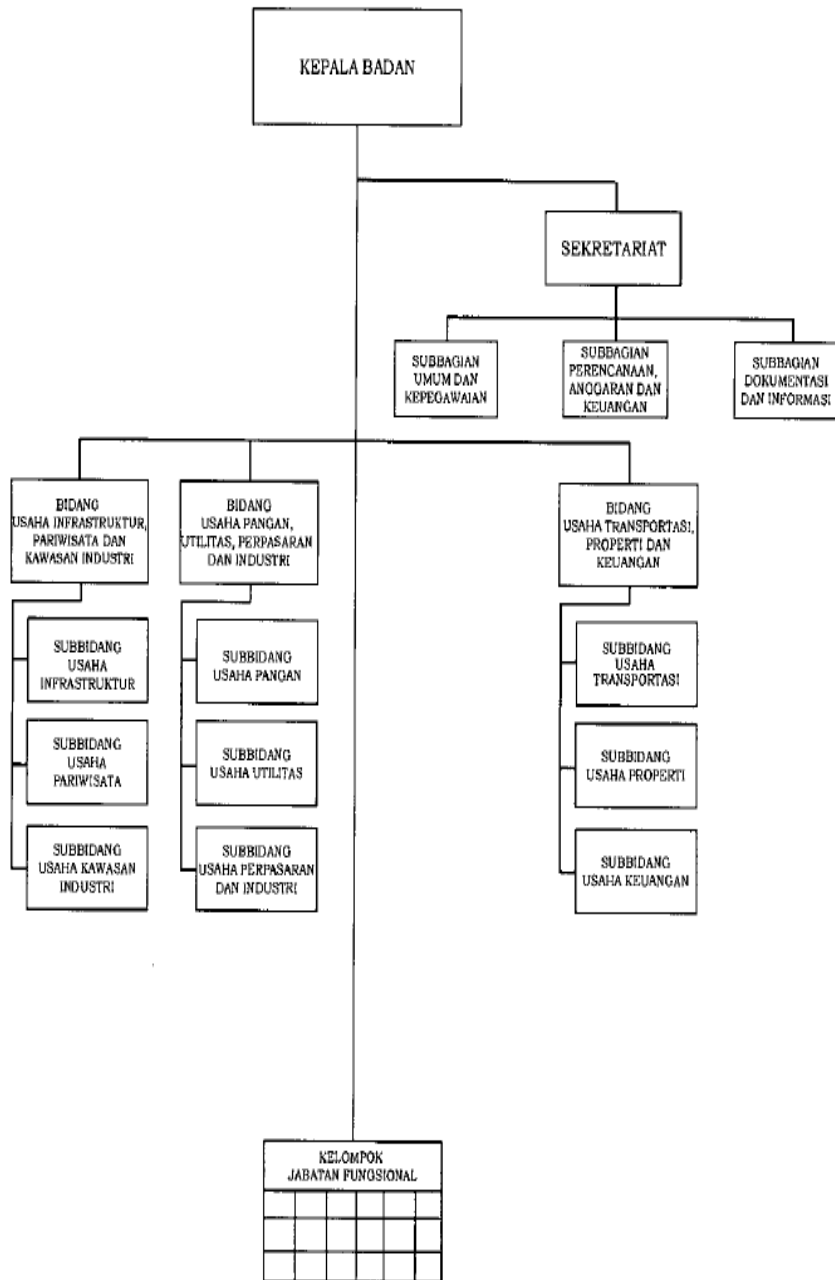 KEPALA BADAN
SEKRETARIAT
SUBBAGIAN
UMUM DAN
KEPEGAWAIAN
SUBBAGIAN
PERENCANAAN,
ANGGARAN DAN
KEUANGAN
SUBBAGIAN
DOKUMENTASI
DAN INFORMASI
BIDANG
USAHA INFRASTRUKTUR,
PARIWISATA DAN
KAWASAN INDUSTRI
BIDANG
USAHA PANGAN,
UTILITAS, PERPASARAN
DAN INDUSTRI
BIDANG
USAHA TRANSPORTASI,
PROPERTI DAN
KEUANGAN
SUBBIDANG
USAHA
INFRASTRUKTUR
SUBBIDANG
USAHA PANGAN
SUBBIDANG
USAHA
TRANSPORTASI
SUBBIDANG
USAHA
PARIWISATA
SUBBIDANG
USAHA UTILITAS
SUBBIDANG
USAHA PROPERTI
SUBBIDANG
USAHA KAWASAN
INDUSTRI
SUBBIDANG
USAHA PERPASARAN
DAN INDUSTRI
SUBBIDANG
USAHA KEUANGAN
KELOMPOK
JABATAN FUNGSIONAL